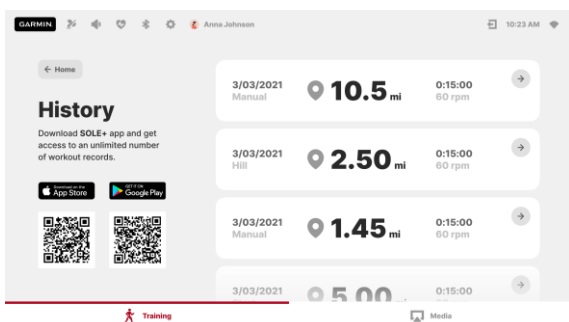 GARMIN
Anna Johnson
10:23 AM
← Home
History
Download SOLE+ app and get
access to an unlimited number
of workout records.
Download on the
App Store
GET IT ON
Google Play
3/03/2021
Manual
10.5 mi
0:15:00
60 rpm
3/03/2021
Hill
2.50 mi
0:15:00
60 rpm
3/03/2021
Manual
1.45 mi
0:15:00
60 rpm
3/03/2021
5.00 mi
0:15:00
Training
Media